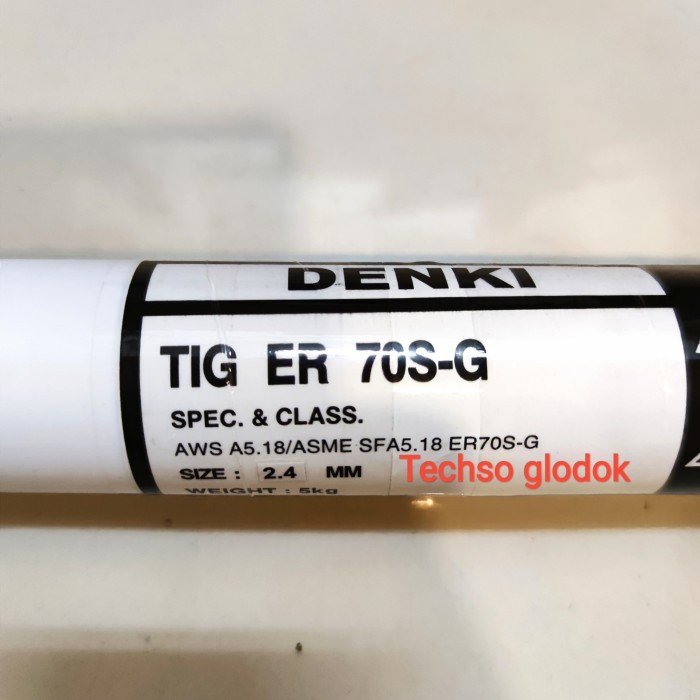 DENKI
TIG ER 70S-G
SPEC. & CLASS.
AWS A5.18/ASME SFA5.18 ER70S-G
SIZE : 2.4 MM
Techso glodok
WEIGHT : 5kg